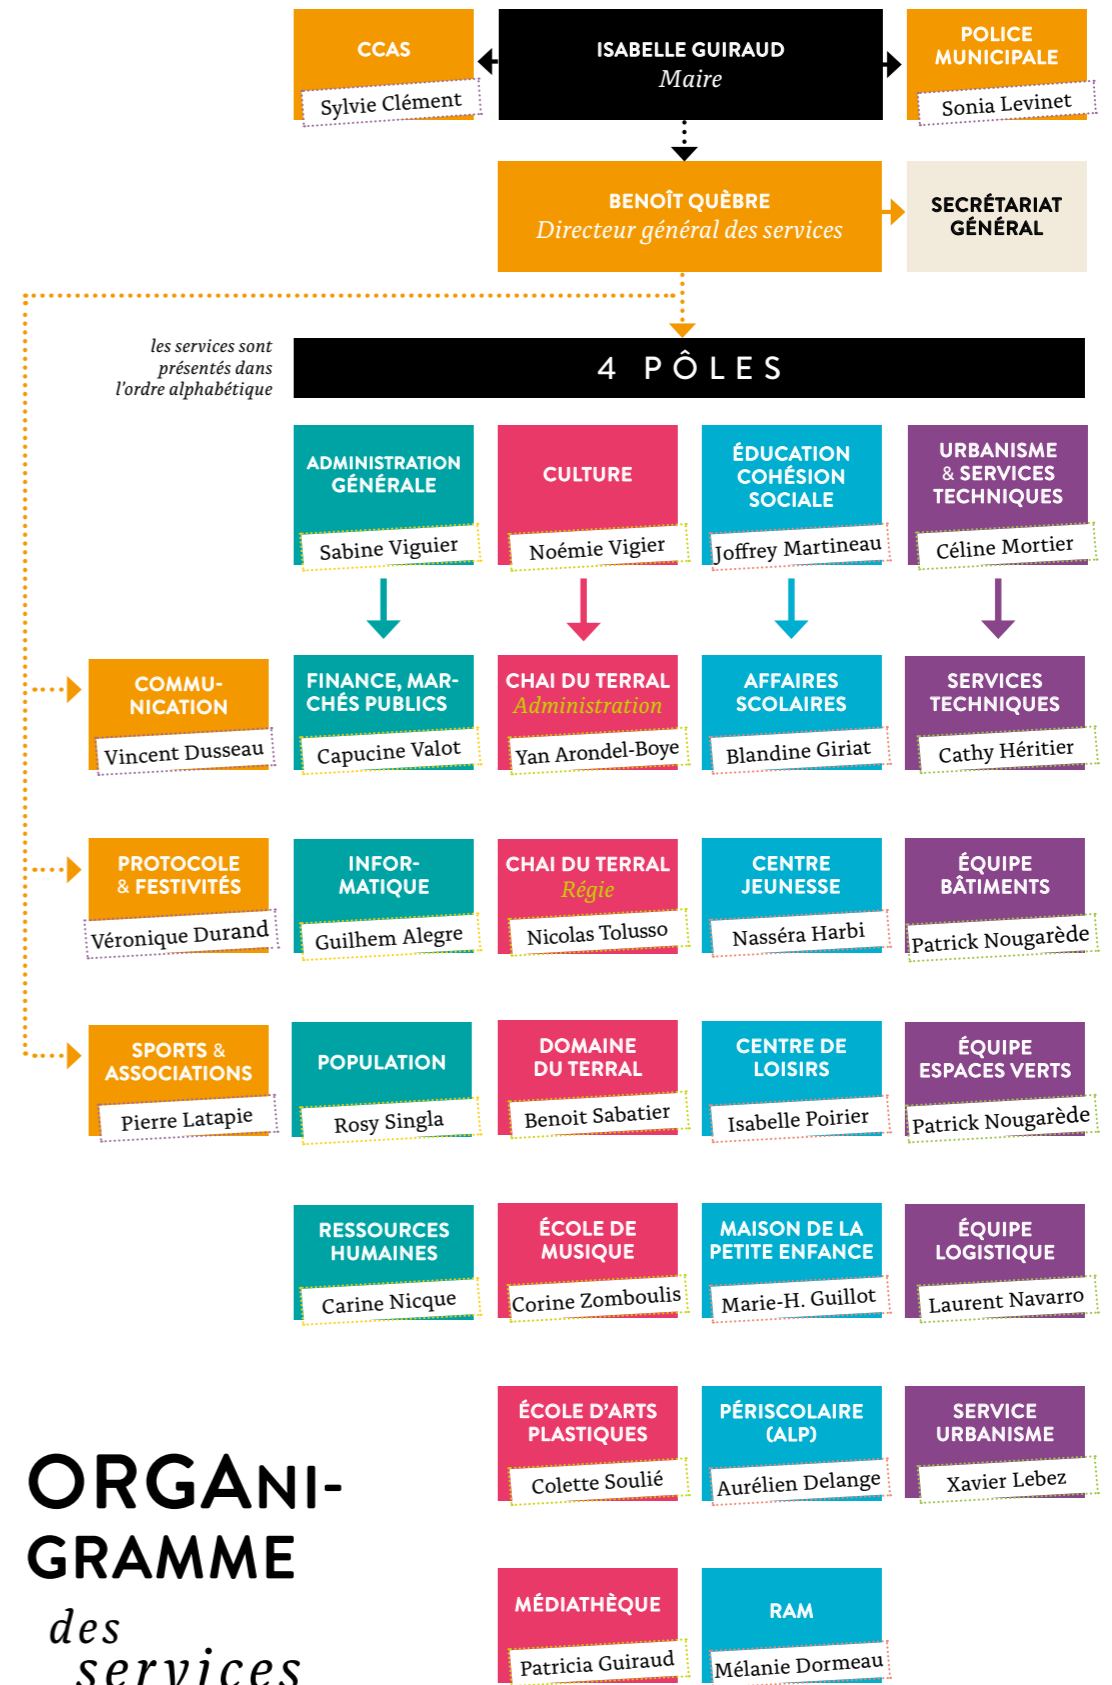 CCAS
Sylvie Clément
ISABELLE GUIRAUD
Maire
POLICE
MUNICIPALE
Sonia Levinet
BENOÎT QUÈBRE
Directeur général des services
SECRÉTARIAT
GÉNÉRAL
les services sont
présentés dans
l'ordre alphabétique
4 PÔLES
ADMINISTRATION
GÉNÉRALE
Sabine Viguier
CULTURE
Noémie Vigier
ÉDUCATION
COHÉSION
SOCIALE
Joffrey Martineau
URBANISME
& SERVICES
TECHNIQUES
Céline Mortier
COMMU-
NICATION
Vincent Dusseau
FINANCE, MAR-
CHÉS PUBLICS
Capucine Valot
CHAI DU TERRAL
Administration
Yan Arondel-Boye
AFFAIRES
SCOLAIRES
Blandine Giriat
SERVICES
TECHNIQUES
Cathy Héritier
PROTOCOLE
& FESTIVITÉS
Véronique Durand
INFOR-
MATIQUE
Guilhem Alegre
CHAI DU TERRAL
Régie
Nicolas Tolusso
CENTRE
JEUNESSE
Nasséra Harbi
ÉQUIPE
BÂTIMENTS
Patrick Nougarède
SPORTS &
ASSOCIATIONS
Pierre Latapie
POPULATION
Rosy Singla
DOMAINE
DU TERRAL
Benoit Sabatier
CENTRE DE
LOISIRS
Isabelle Poirier
ÉQUIPE
ESPACES VERTS
Patrick Nougarède
RESSOURCES
HUMAINES
Carine Nicque
ÉCOLE DE
MUSIQUE
Corine Zomboulis
MAISON DE LA
PETITE ENFANCE
Marie-H. Guillot
ÉQUIPE
LOGISTIQUE
Laurent Navarro
ÉCOLE D'ARTS
PLASTIQUES
Colette Soulié
PÉRISCOLAIRE
(ALP)
Aurélien Delange
SERVICE
URBANISME
Xavier Lebez
MÉDIATHÈQUE
Patricia Guiraud
RAM
Mélanie Dormeau
ORGANI-
GRAMME
des
services